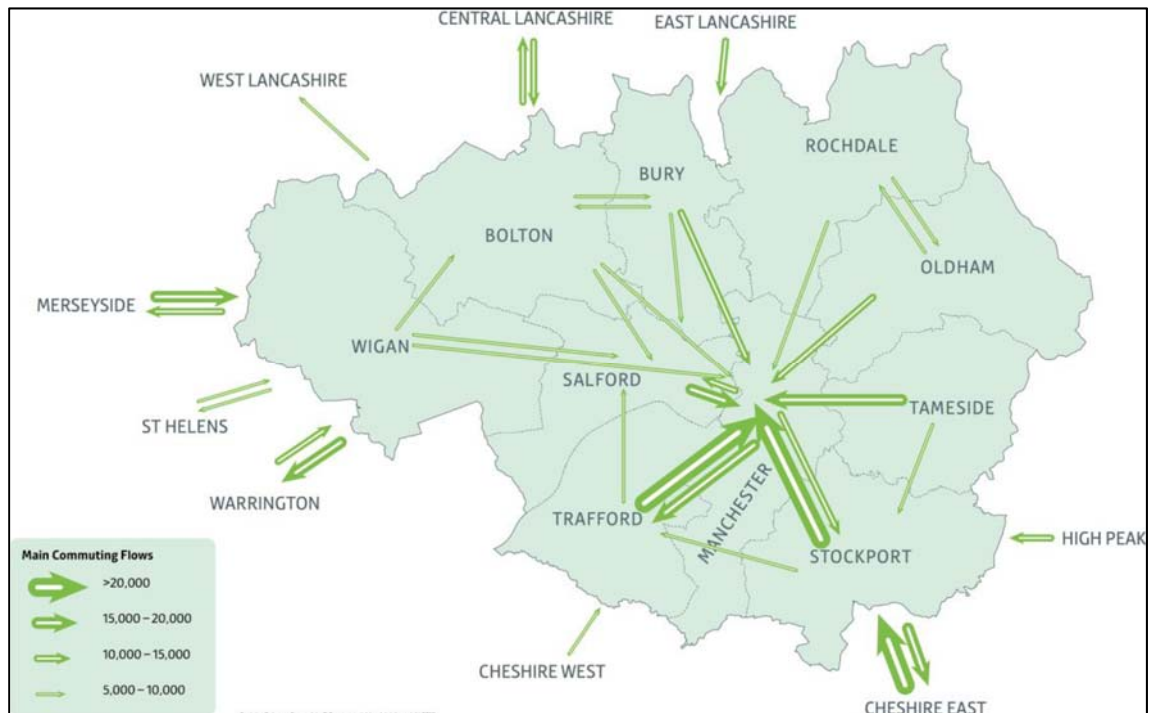 CENTRAL LANCASHIRE
EAST LANCASHIRE
WEST LANCASHIRE
ROCHDALE
BURY
BOLTON
OLDHAM
MERSEYSIDE
WIGAN
SALFORD
TAMESIDE
ST HELENS
WARRINGTON
TRAFFORD
MANCHESTER
STOCKPORT
HIGH PEAK
Main Commuting Flows
>20,000
15,000 – 20,000
10,000 – 15,000
5,000 – 10,000
CHESHIRE WEST
CHESHIRE EAST